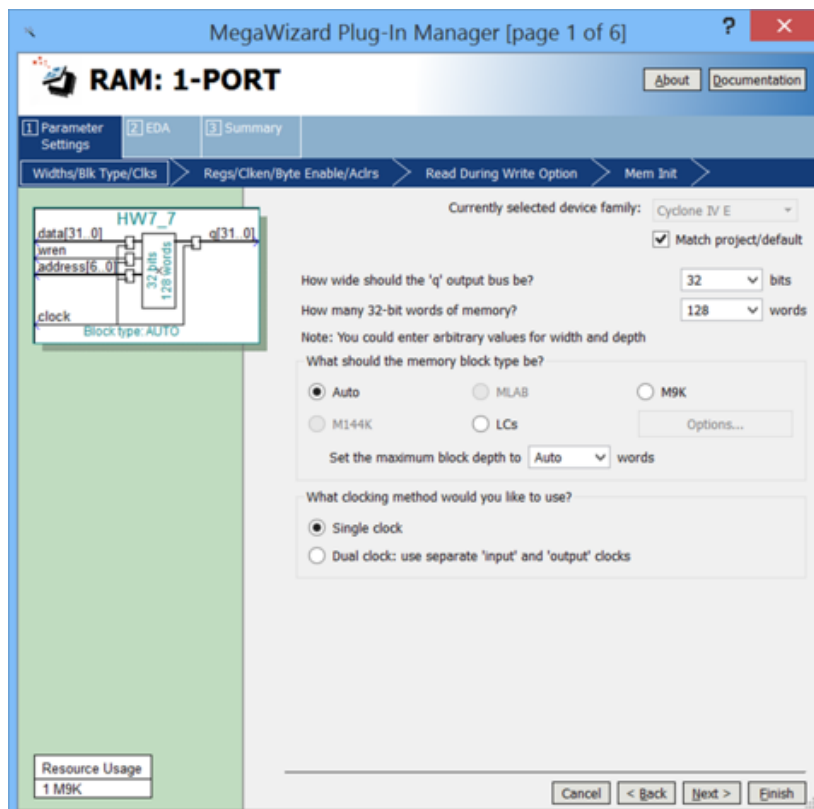 MegaWizard Plug-In Manager [page 1 of 6] ?
RAM: 1-PORT
About Documentation
1 Parameter Settings 2 EDA 3 Summary
Widths/Blk Type/Clks Regs/Clken/Byte Enable/Aclrs Read During Write Option Mem Init
HW7_7
data[31..0] q[31..0]
wren
address[6..0]
32 bits
128 words
clock
Block type: AUTO
Currently selected device family: Cyclone IV E
Match project/default
How wide should the 'q' output bus be? 32 bits
How many 32-bit words of memory? 128 words
Note: You could enter arbitrary values for width and depth
What should the memory block type be?
Auto MLAB M9K
M144K LCs Options...
Set the maximum block depth to Auto words
What clocking method would you like to use?
Single clock
Dual clock: use separate 'input' and 'output' clocks
Resource Usage
1 M9K
Cancel < Back Next > Finish